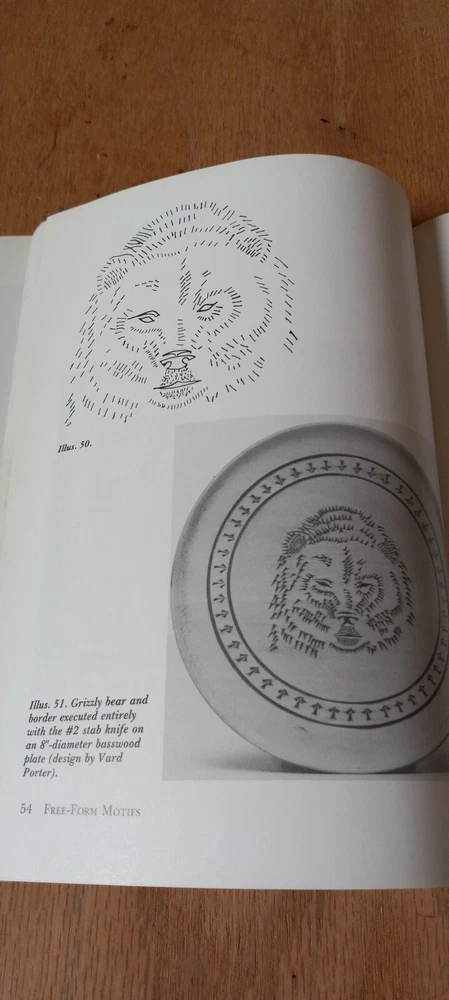 Illus. 50.
Illus. 51. Grizzly bear and
border executed entirely
with the #2 stab knife on
an 8"-diameter basswood
plate (design by Vard
Porter).
54 FREE-FORM MOTIFS